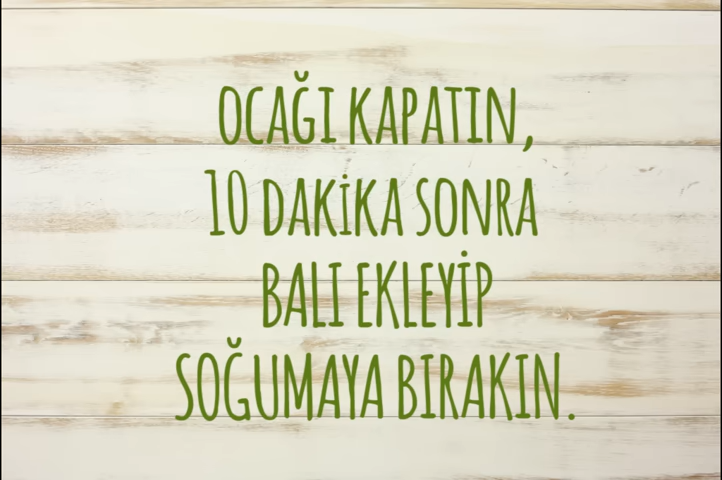 OCAĞI KAPATIN,
10 DAKİKA SONRA
BALI EKLEYİP
SOĞUMAYA BIRAKIN.